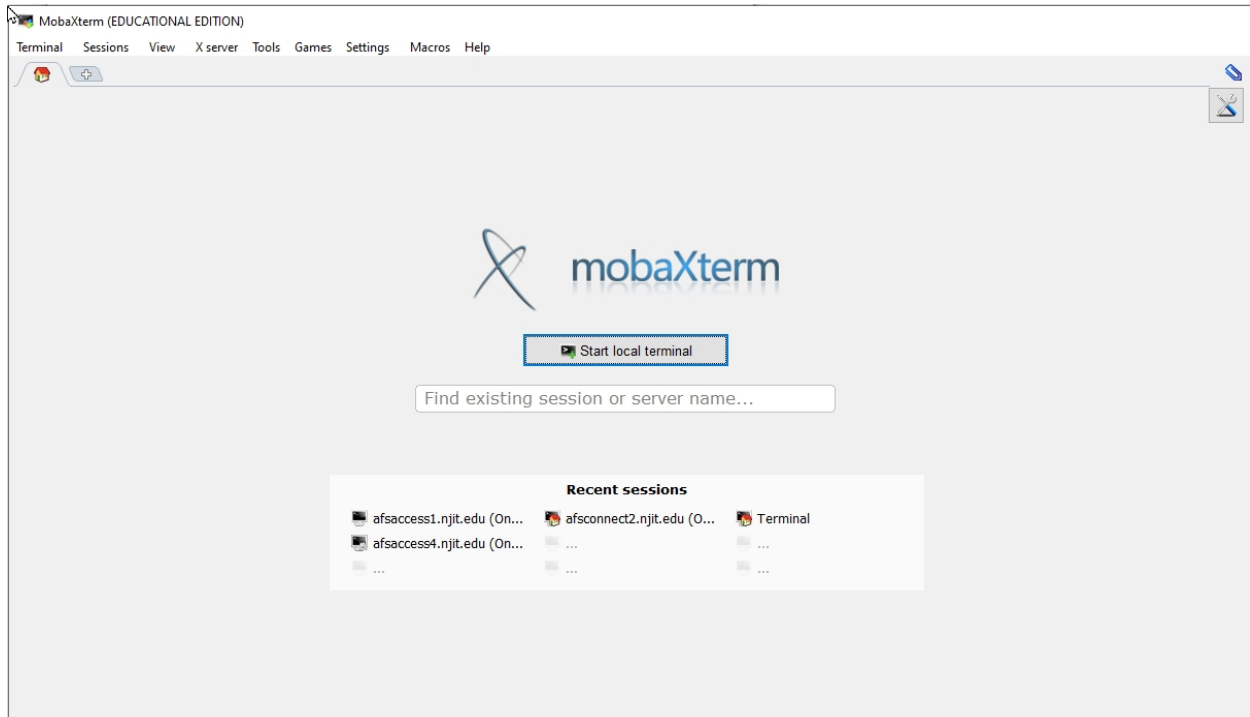 MobaXterm (EDUCATIONAL EDITION)
Terminal Sessions View X server Tools Games Settings Macros Help
mobaXterm
Start local terminal
Find existing session or server name...
Recent sessions
afsaccess1.njit.edu (On... afsconnect2.njit.edu (O... Terminal
afsaccess4.njit.edu (On... ... ...
... ... ...